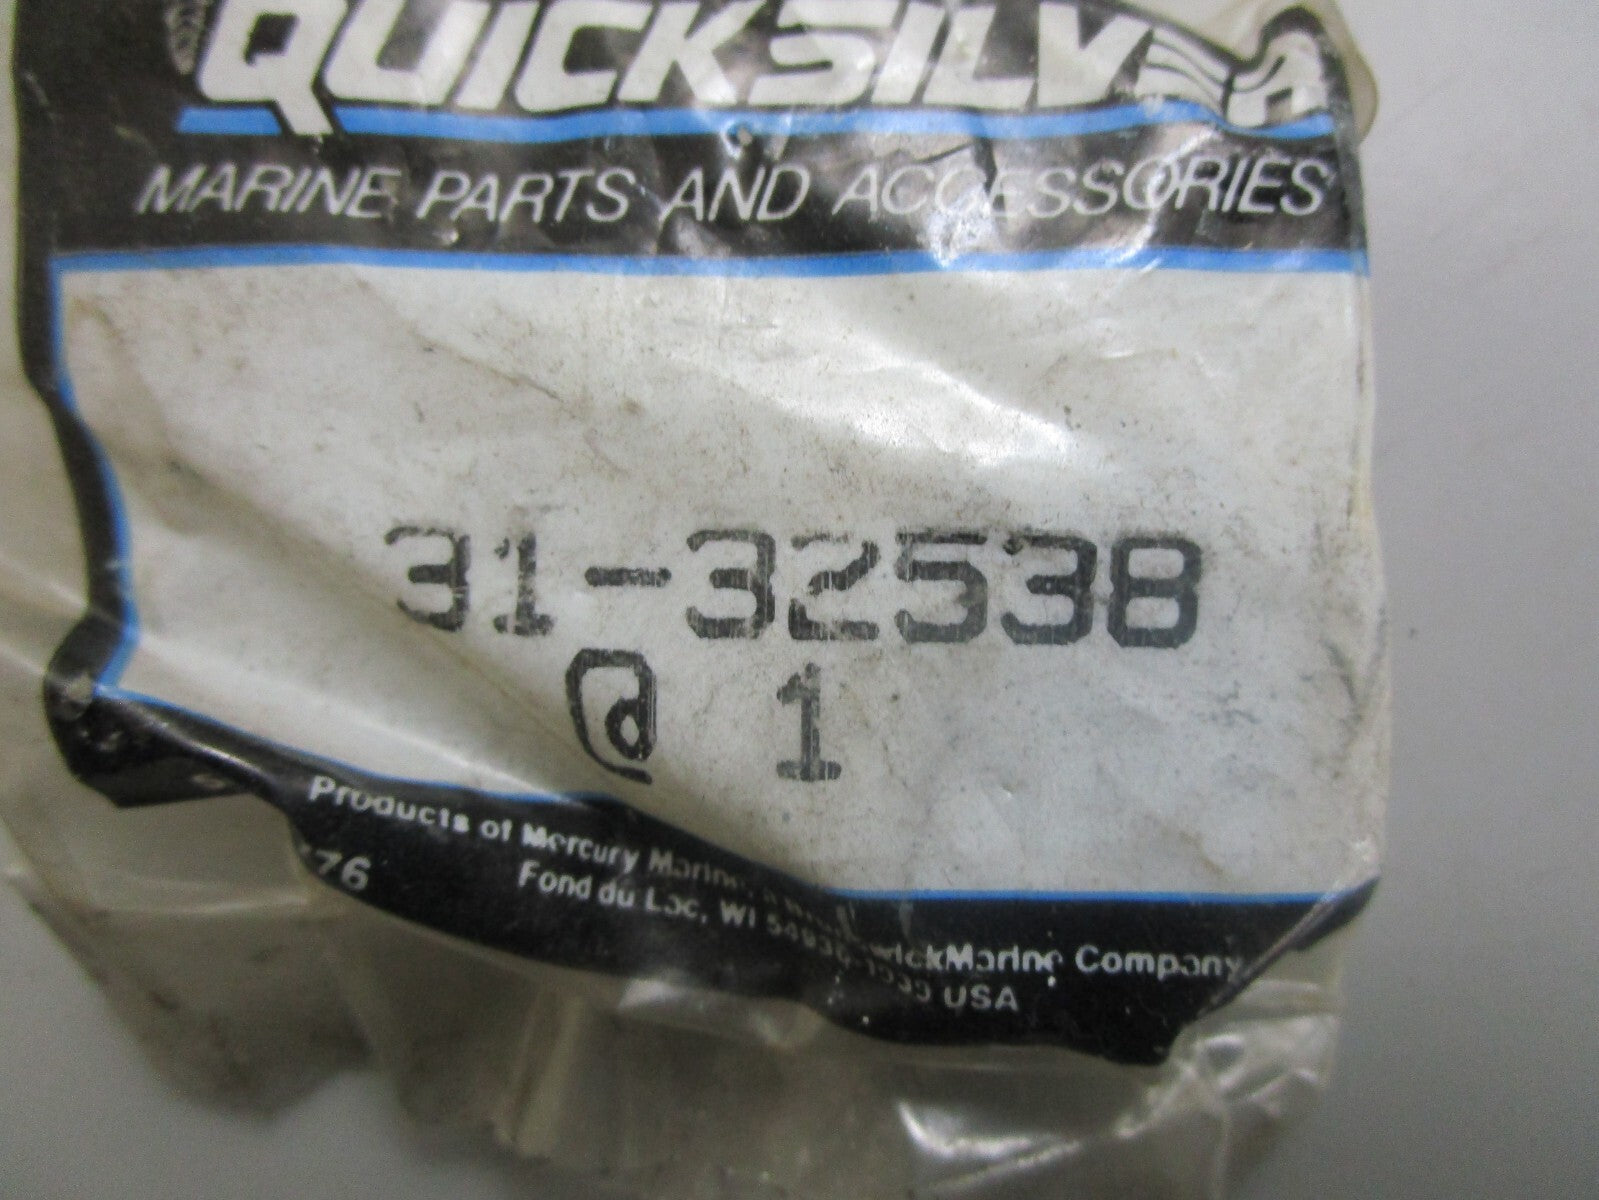 QUICKSILVER
MARINE PARTS AND ACCESSORIES
31-32538
@ 1
Products of Mercury Marine, Marine Company
76
Fond du Lac, WI USA